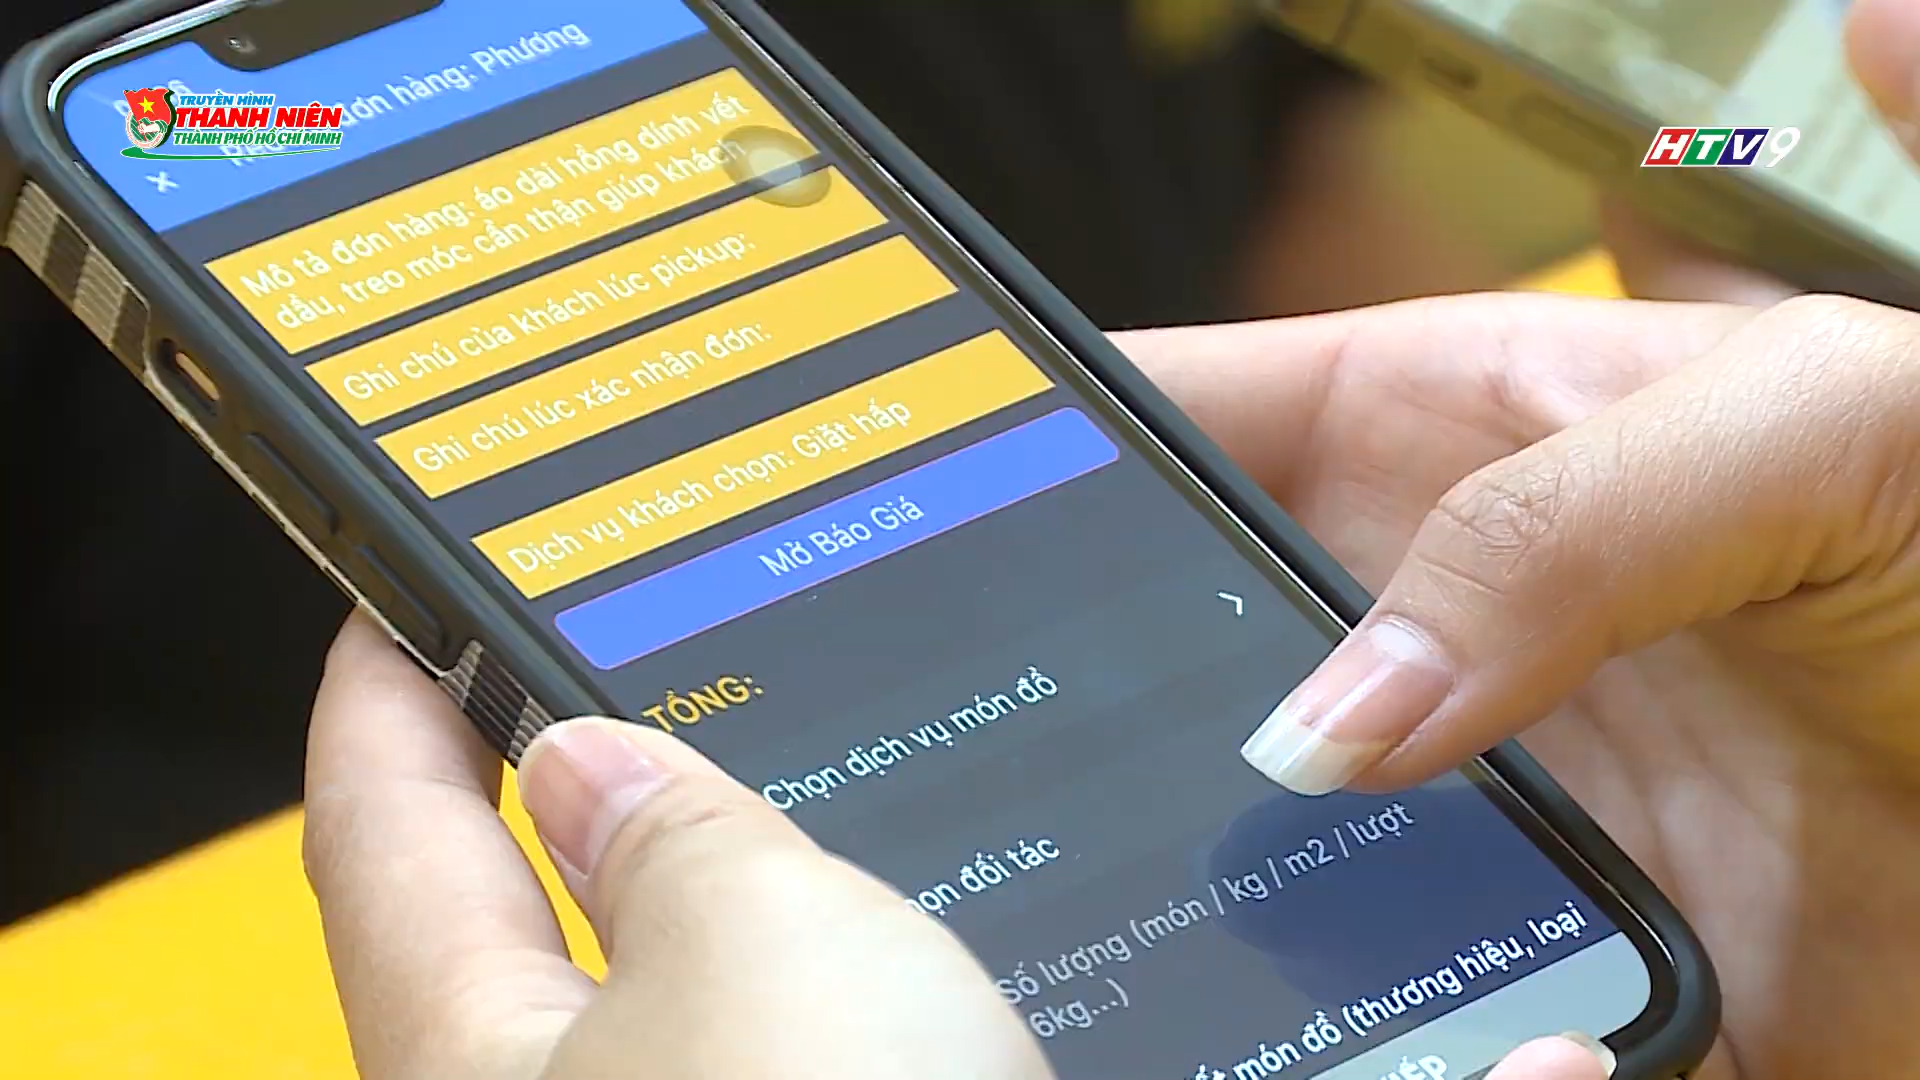 TRUYỀN HÌNH
THANH NIÊN
THÀNH PHỐ HỒ CHÍ MINH
HTV9
đơn hàng: Phương
Mô tả đơn hàng: áo dài hồng dính vết
dầu, treo móc cẩn thận giúp khách
Ghi chú của khách lúc pickup:
Ghi chú lúc xác nhận đơn:
Dịch vụ khách chọn: Giặt hấp
Mở Báo Giá
TỔNG:
Chọn dịch vụ món đồ
đối tác
Số lượng (món / kg / m2 / lượt
6kg...)
món đồ (thương hiệu, loại